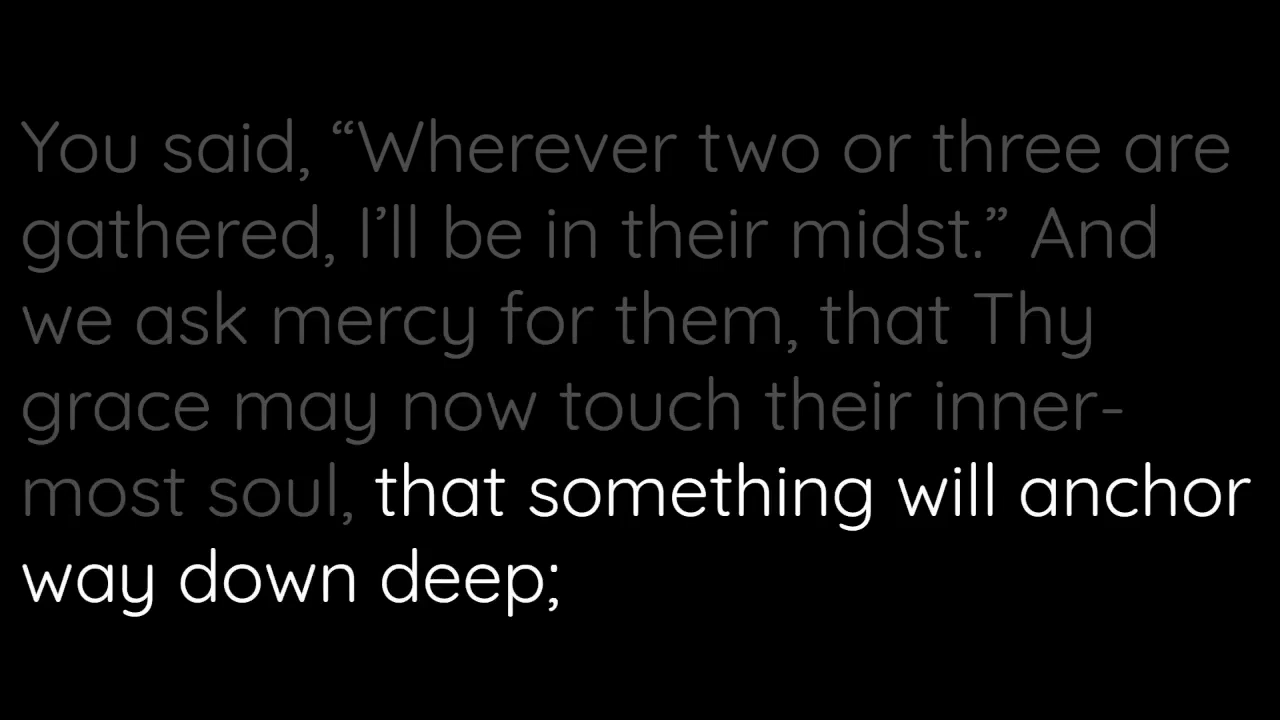 You said, “Wherever two or three are
gathered, I’ll be in their midst.” And
we ask mercy for them, that Thy
grace may now touch their inner-
most soul, that something will anchor
way down deep;